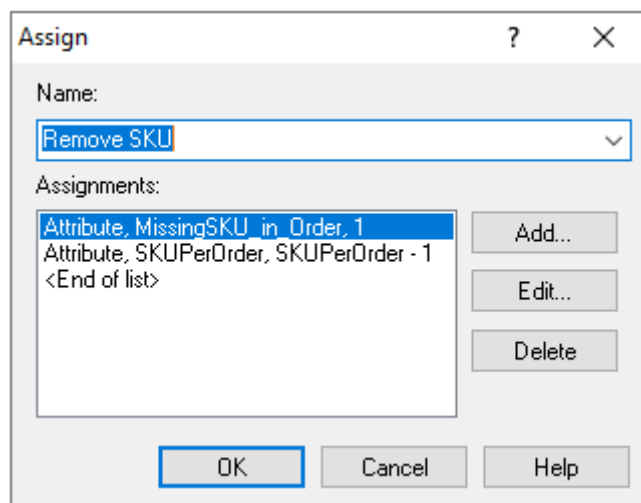 Assign ?
Name:
Remove SKU
Assignments:
Attribute, MissingSKU_in_Order, 1
Attribute, SKUPerOrder, SKUPerOrder - 1
<End of list>
Add...
Edit...
Delete
OK Cancel Help